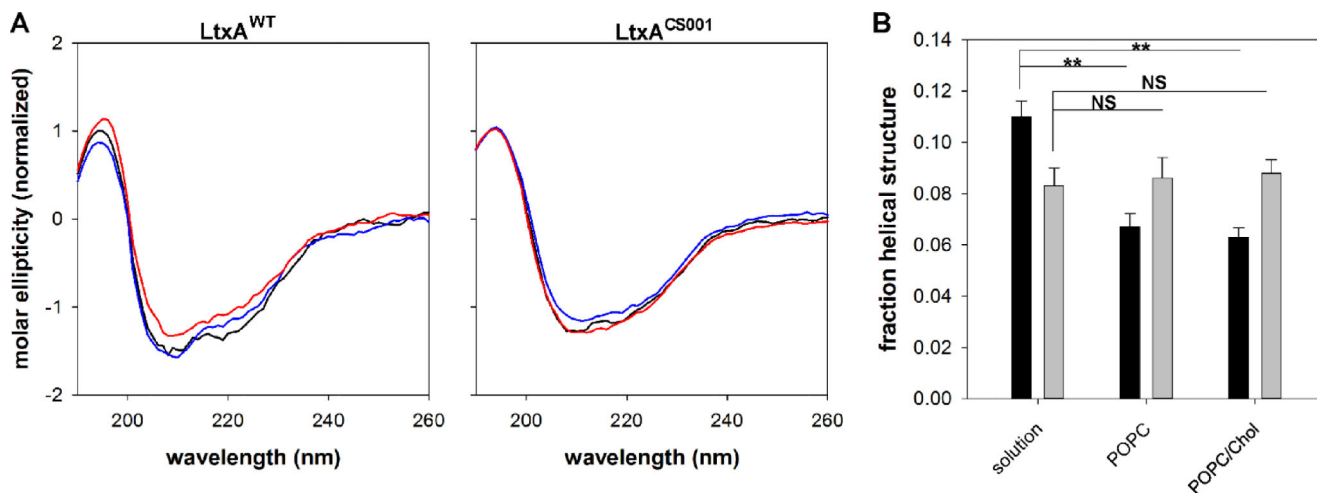 A
LtxA^WT
LtxA^CS001
B
molar ellipticity (normalized)
2
1
0
-1
-2
200
220
240
260
wavelength (nm)
200
220
240
260
wavelength (nm)
fraction helical structure
0.14
0.12
0.10
0.08
0.06
0.04
0.02
0.00
**
**
NS
NS
solution
POPC
POPC/Chol